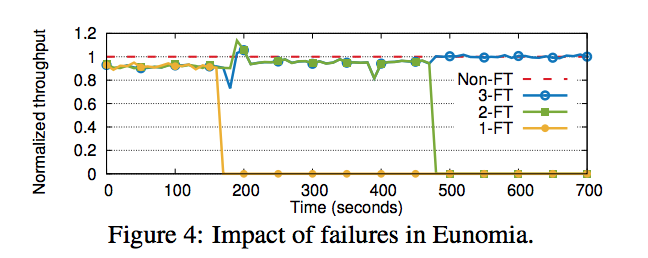 Normalized throughput
1.2
1
0.8
0.6
0.4
0.2
0
Non-FT
3-FT
2-FT
1-FT
0 100 200 300 400 500 600 700
Time (seconds)
Figure 4: Impact of failures in Eunomia.